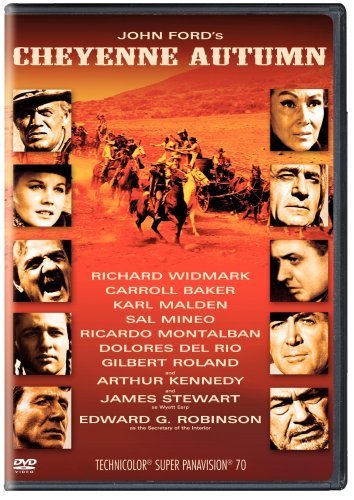 JOHN FORD'S
CHEYENNE AUTUMN
RICHARD WIDMARK
CARROLL BAKER
KARL MALDEN
SAL MINEO
RICARDO MONTALBAN
DOLORES DEL RIO
GILBERT ROLAND
and
ARTHUR KENNEDY
and
JAMES STEWART
as Wyatt Earp
EDWARD G. ROBINSON
as the Secretary of the Interior
DVD
VIDEO
TECHNICOLOR® SUPER PANAVISION® 70